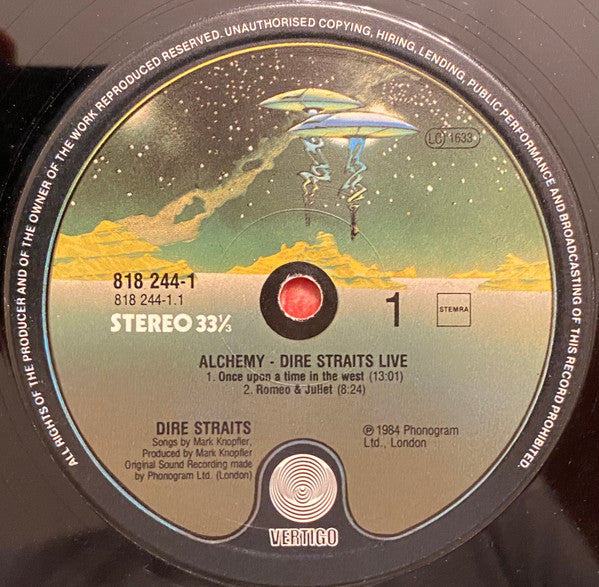 ALL RIGHTS OF THE PRODUCER AND OF THE OWNER OF THE WORK REPRODUCED RESERVED. UNAUTHORISED COPYING, HIRING, LENDING, PUBLIC PERFORMANCE AND BROADCASTING OF THIS RECORD PROHIBITED.
LC 1633
818 244-1
818 244-1.1
STEREO 33⅓
1
STEMRA
ALCHEMY - DIRE STRAITS LIVE
1. Once upon a time in the west (13:01)
2. Romeo & Juliet (8:24)
DIRE STRAITS
Songs by Mark Knopfler,
Produced by Mark Knopfler
Original Sound Recording made
by Phonogram Ltd. (London)
℗ 1984 Phonogram
Ltd., London
VERTIGO